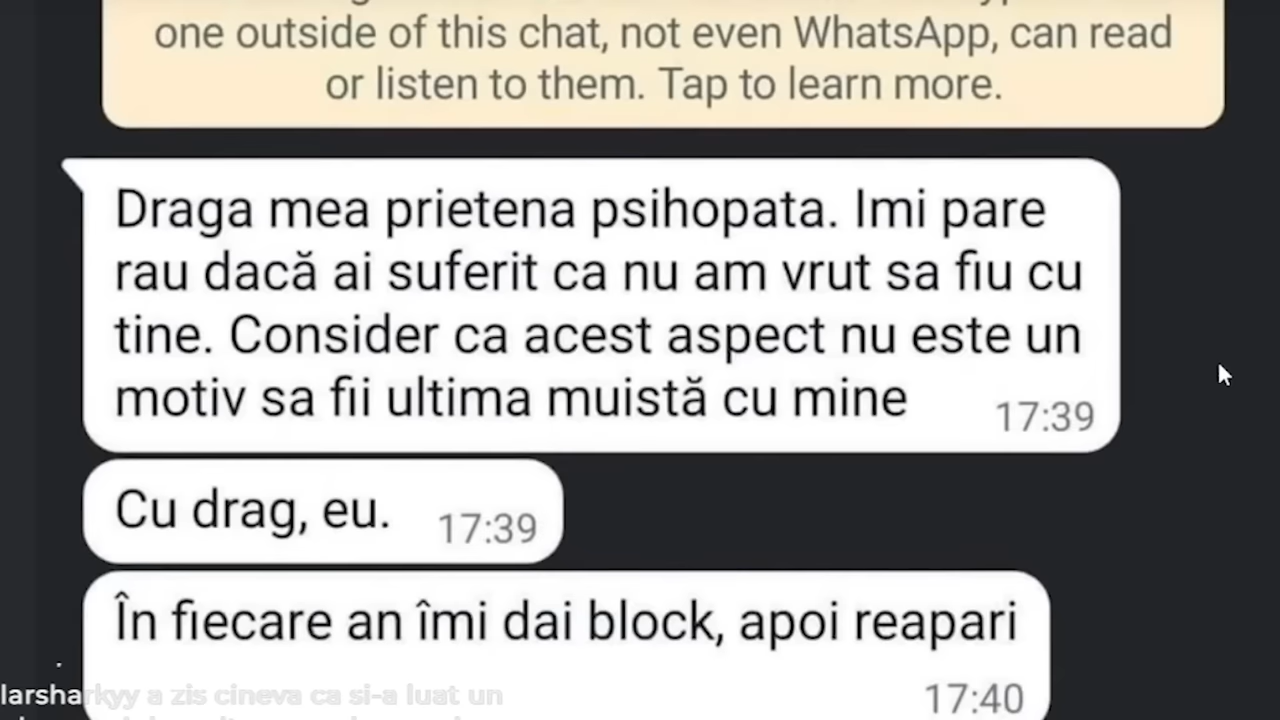 one outside of this chat, not even WhatsApp, can read
or listen to them. Tap to learn more.
Draga mea prietena psihopata. Imi pare
rau dacă ai suferit ca nu am vrut sa fiu cu
tine. Consider ca acest aspect nu este un
motiv sa fii ultima muistă cu mine
17:39
Cu drag, eu.
17:39
În fiecare an îmi dai block, apoi reapari
17:40
larsharkyy a zis cineva ca si-a luat un